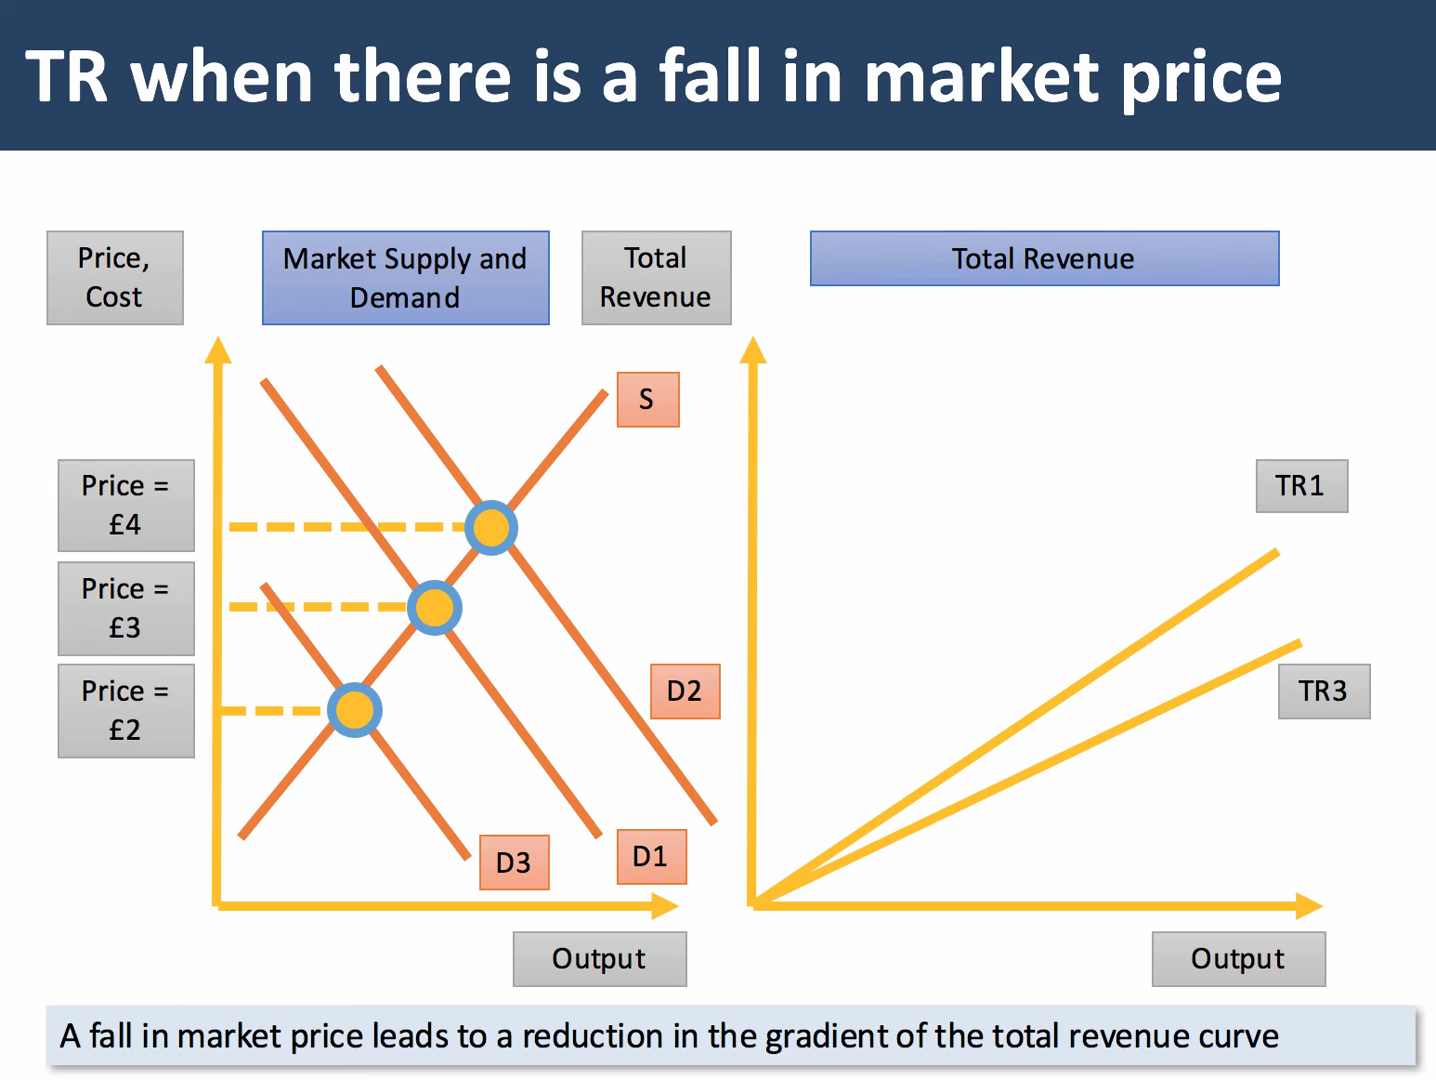 TR when there is a fall in market price
Price,
Cost
Market Supply and
Demand
Total
Revenue
Total Revenue
S
Price =
£4
TR1
Price =
£3
Price =
£2
D2
TR3
D3
D1
Output
Output
A fall in market price leads to a reduction in the gradient of the total revenue curve